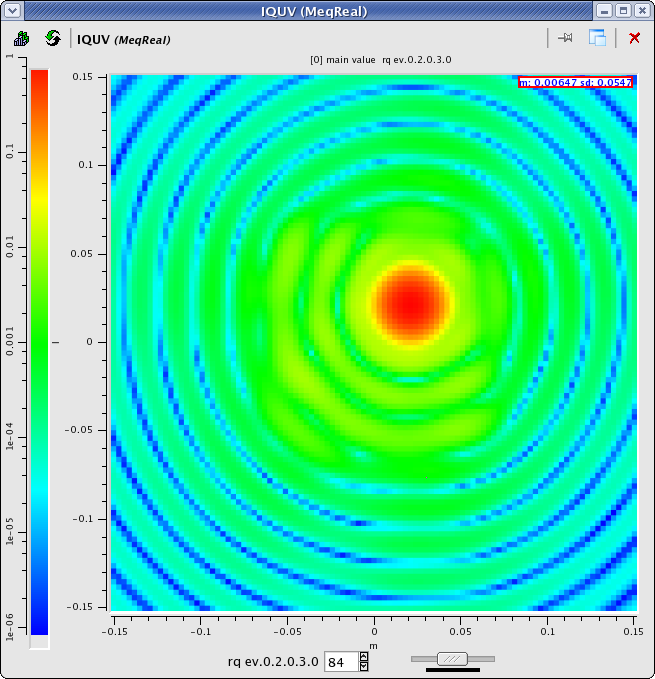 IQUV (MeqReal)
IQUV (MeqReal)
[0] main value rq ev.0.2.0.3.0
m: 0.00647 sd: 0.0547
1
0.1
0.01
0.001
1e-04
1e-05
1e-06
0.15
0.1
0.05
0
-0.05
-0.1
-0.15
-0.15 -0.1 -0.05 0 0.05 0.1 0.15
m
rq ev.0.2.0.3.0 84